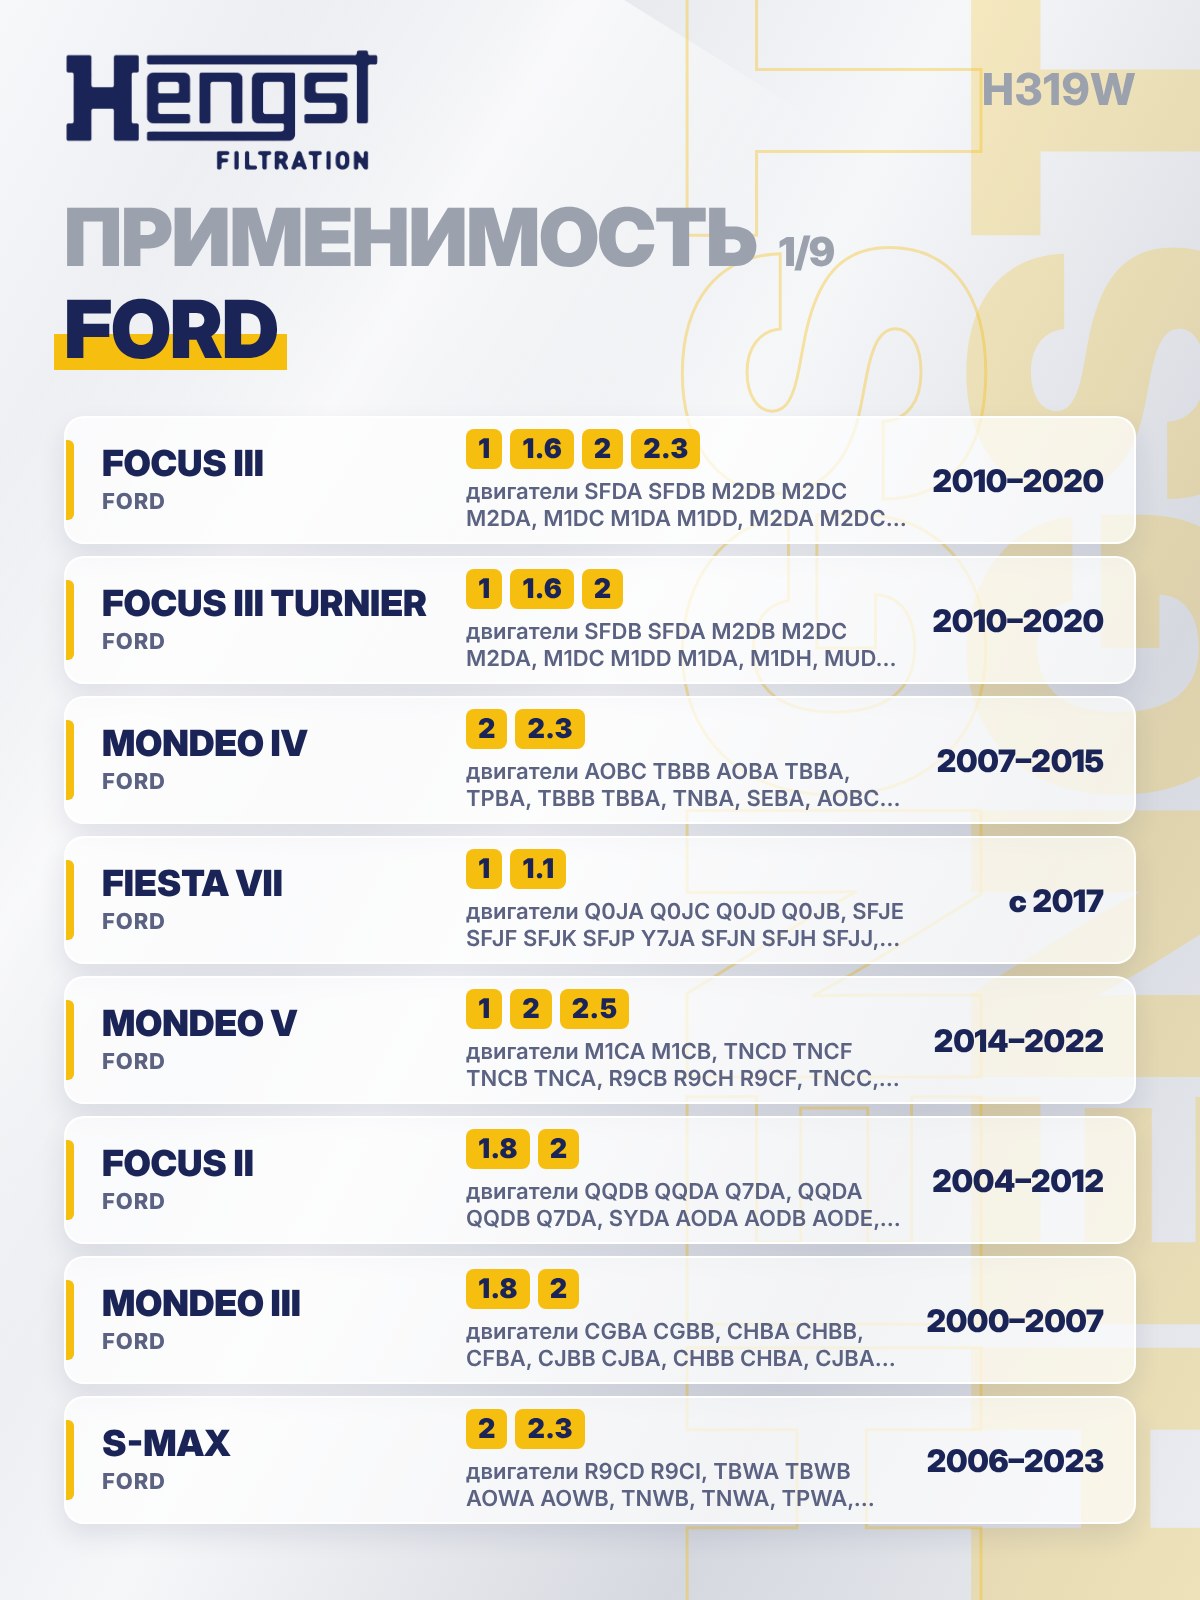 Hengst
FILTRATION
H319W
ПРИМЕНИМОСТЬ 1/9
FORD
FOCUS III
FORD
1 1.6 2 2.3
двигатели SFDA SFDB M2DB M2DC
M2DA, M1DC M1DA M1DD, M2DA M2DC...
2010–2020
FOCUS III TURNIER
FORD
1 1.6 2
двигатели SFDB SFDA M2DB M2DC
M2DA, M1DC M1DD M1DA, M1DH, MUD...
2010–2020
MONDEO IV
FORD
2 2.3
двигатели AOBC TBBB AOBA TBBA,
TPBA, TBBB TBBA, TNBA, SEBA, AOBC...
2007–2015
FIESTA VII
FORD
1 1.1
двигатели Q0JA Q0JC Q0JD Q0JB, SFJE
SFJF SFJK SFJP Y7JA SFJN SFJH SFJJ,...
с 2017
MONDEO V
FORD
1 2 2.5
двигатели M1CA M1CB, TNCD TNCF
TNCB TNCA, R9CB R9CH R9CF, TNCC,...
2014–2022
FOCUS II
FORD
1.8 2
двигатели QQDB QQDA Q7DA, QQDA
QQDB Q7DA, SYDA AODA AODB AODE,...
2004–2012
MONDEO III
FORD
1.8 2
двигатели CGBA CGBB, CHBA CHBB,
CFBA, CJBB CJBA, CHBB CHBA, CJBA...
2000–2007
S-MAX
FORD
2 2.3
двигатели R9CD R9CI, TBWA TBWB
AOWA AOWB, TNWB, TNWA, TPWA,...
2006–2023
HENGST